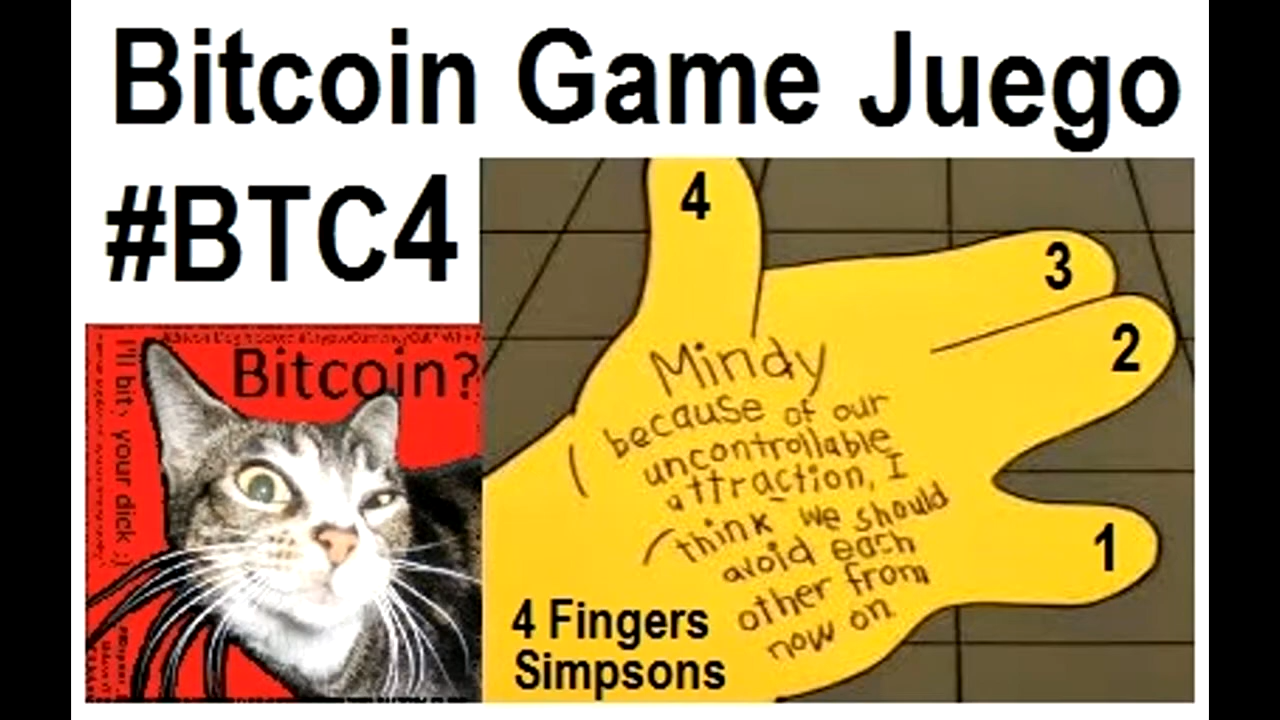 Bitcoin Game Juego
#BTC4
Bitcoin?
I'll bit, your dick ;)
4
3
2
1
Mindy
because of our
uncontrollable
attraction, I
think we should
avoid each
other from
now on
4 Fingers
Simpsons